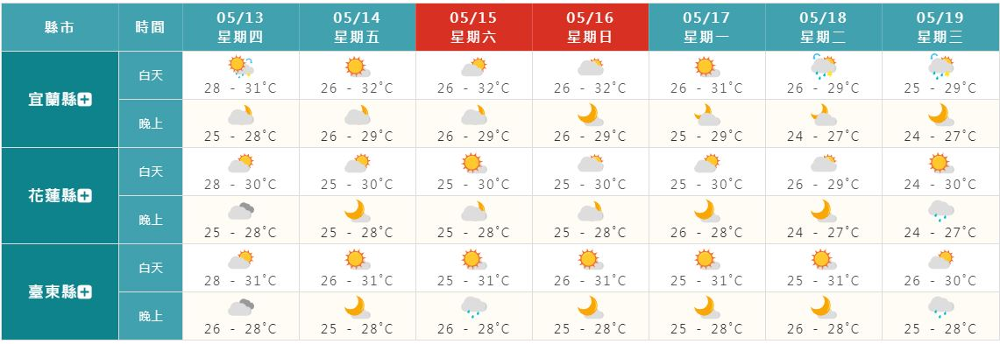 縣市 時間 05/13 05/14 05/15 05/16 05/17 05/18 05/19
星期四 星期五 星期六 星期日 星期一 星期二 星期三
宜蘭縣
白天 28 - 31°C 26 - 32°C 26 - 32°C 26 - 32°C 26 - 31°C 26 - 29°C 25 - 29°C
晚上 25 - 28°C 26 - 29°C 26 - 29°C 26 - 29°C 25 - 29°C 24 - 27°C 24 - 27°C
花蓮縣
白天 28 - 30°C 25 - 30°C 25 - 30°C 25 - 30°C 25 - 30°C 26 - 29°C 24 - 30°C
晚上 25 - 28°C 25 - 28°C 25 - 28°C 25 - 28°C 26 - 28°C 24 - 27°C 24 - 27°C
臺東縣
白天 28 - 31°C 26 - 31°C 25 - 31°C 26 - 31°C 25 - 31°C 25 - 31°C 26 - 30°C
晚上 26 - 28°C 25 - 28°C 26 - 28°C 25 - 28°C 25 - 28°C 26 - 28°C 25 - 28°C